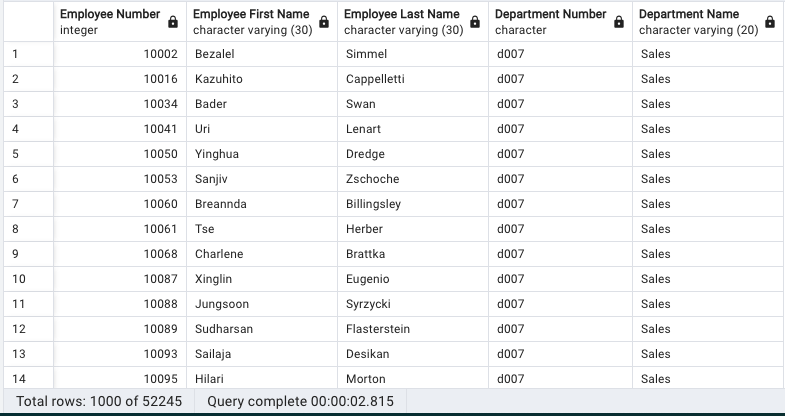 Employee Number Employee First Name Employee Last Name Department Number Department Name
integer character varying (30) character varying (30) character character varying (20)
1 10002 Bezalel Simmel d007 Sales
2 10016 Kazuhito Cappelletti d007 Sales
3 10034 Bader Swan d007 Sales
4 10041 Uri Lenart d007 Sales
5 10050 Yinghua Dredge d007 Sales
6 10053 Sanjiv Zschoche d007 Sales
7 10060 Breannda Billingsley d007 Sales
8 10061 Tse Herber d007 Sales
9 10068 Charlene Brattka d007 Sales
10 10087 Xinglin Eugenio d007 Sales
11 10088 Jungsoon Syrzycki d007 Sales
12 10089 Sudharsan Flasterstein d007 Sales
13 10093 Sailaja Desikan d007 Sales
14 10095 Hilari Morton d007 Sales
Total rows: 1000 of 52245 Query complete 00:00:02.815